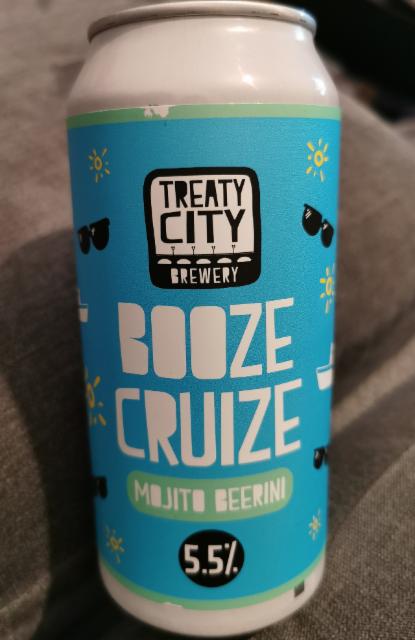 TREATY
CITY
BREWERY
BOOZE
CRUIZE
MOJITO BEERINI
5.5%